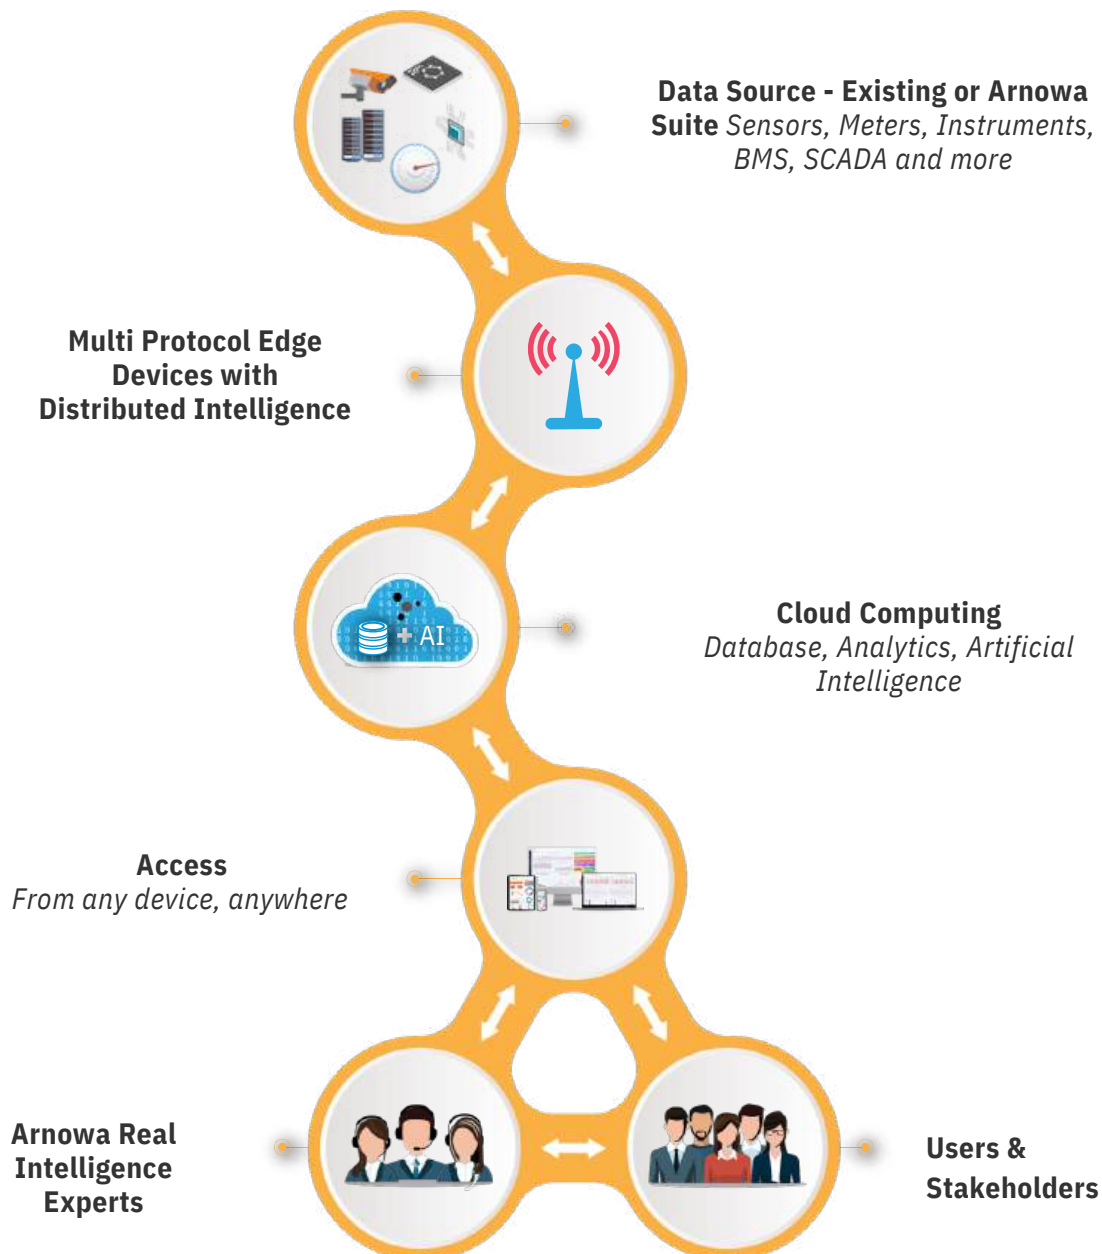 Data Source - Existing or Arnowa
Suite Sensors, Meters, Instruments,
BMS, SCADA and more
Multi Protocol Edge
Devices with
Distributed Intelligence
+ AI
Cloud Computing
Database, Analytics, Artificial
Intelligence
Access
From any device, anywhere
Arnowa Real
Intelligence
Experts
Users &
Stakeholders